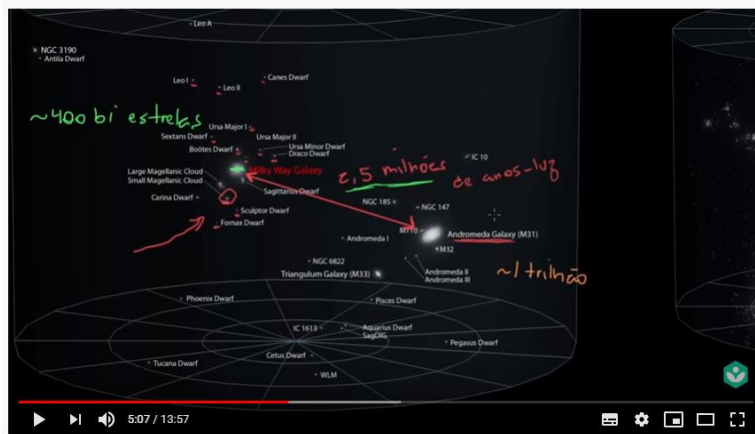 Leo A
NGC 3190
Antila Dwarf
Leo I
Leo II
Canes Dwarf
~400 bi estrelas
Ursa Major I
Ursa Major II
Sextans Dwarf
Boötes Dwarf
Ursa Minor Dwarf
Draco Dwarf
Milky Way Galaxy
IC 10
2,5 milhões de anos-luz
Large Magellanic Cloud
Small Magellanic Cloud
Sagittarius Dwarf
Carina Dwarf
NGC 185
NGC 147
Sculptor Dwarf
Fornax Dwarf
M110
Andromeda Galaxy (M31)
Andromeda I
M32
NGC 6822
Triangulum Galaxy (M33)
Andromeda II
Andromeda III
~1 trilhão
Phoenix Dwarf
Pisces Dwarf
IC 1613
Aquarius Dwarf
SagDIG
Pegasus Dwarf
Cetus Dwarf
Tucana Dwarf
WLM
5:07 / 13:57